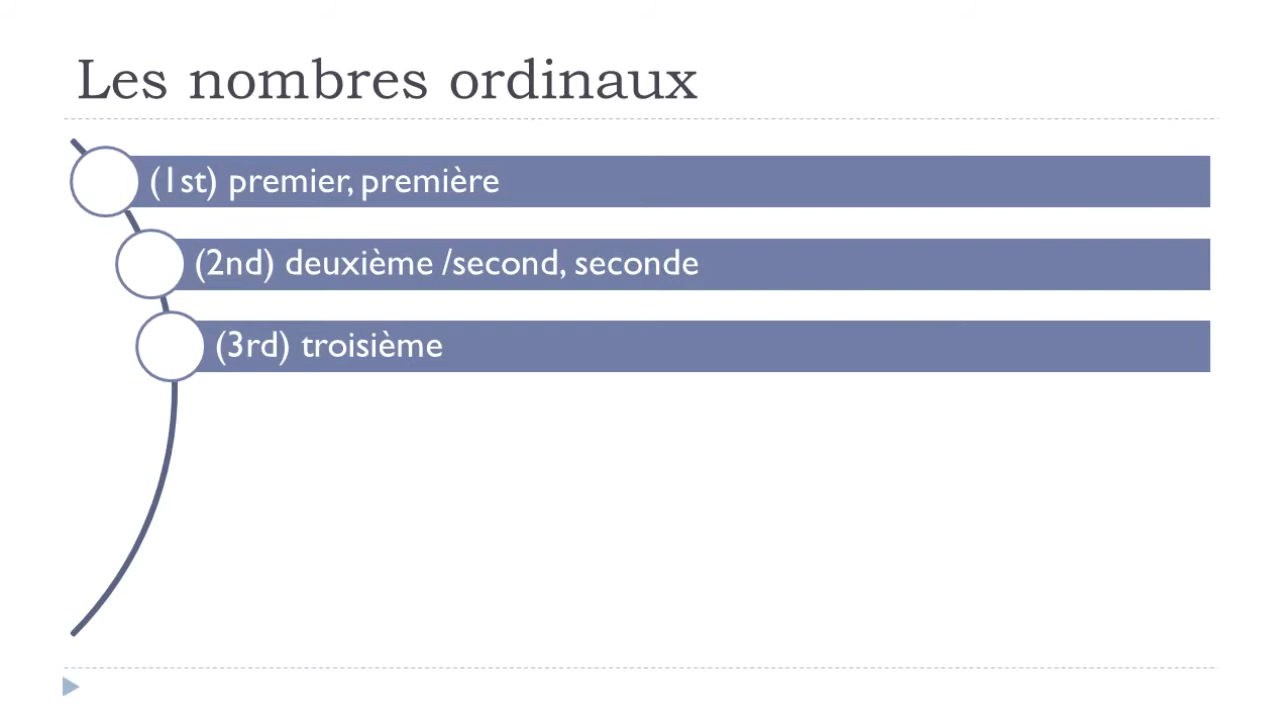 Les nombres ordinaux
(1st) premier, première
(2nd) deuxième /second, seconde
(3rd) troisième